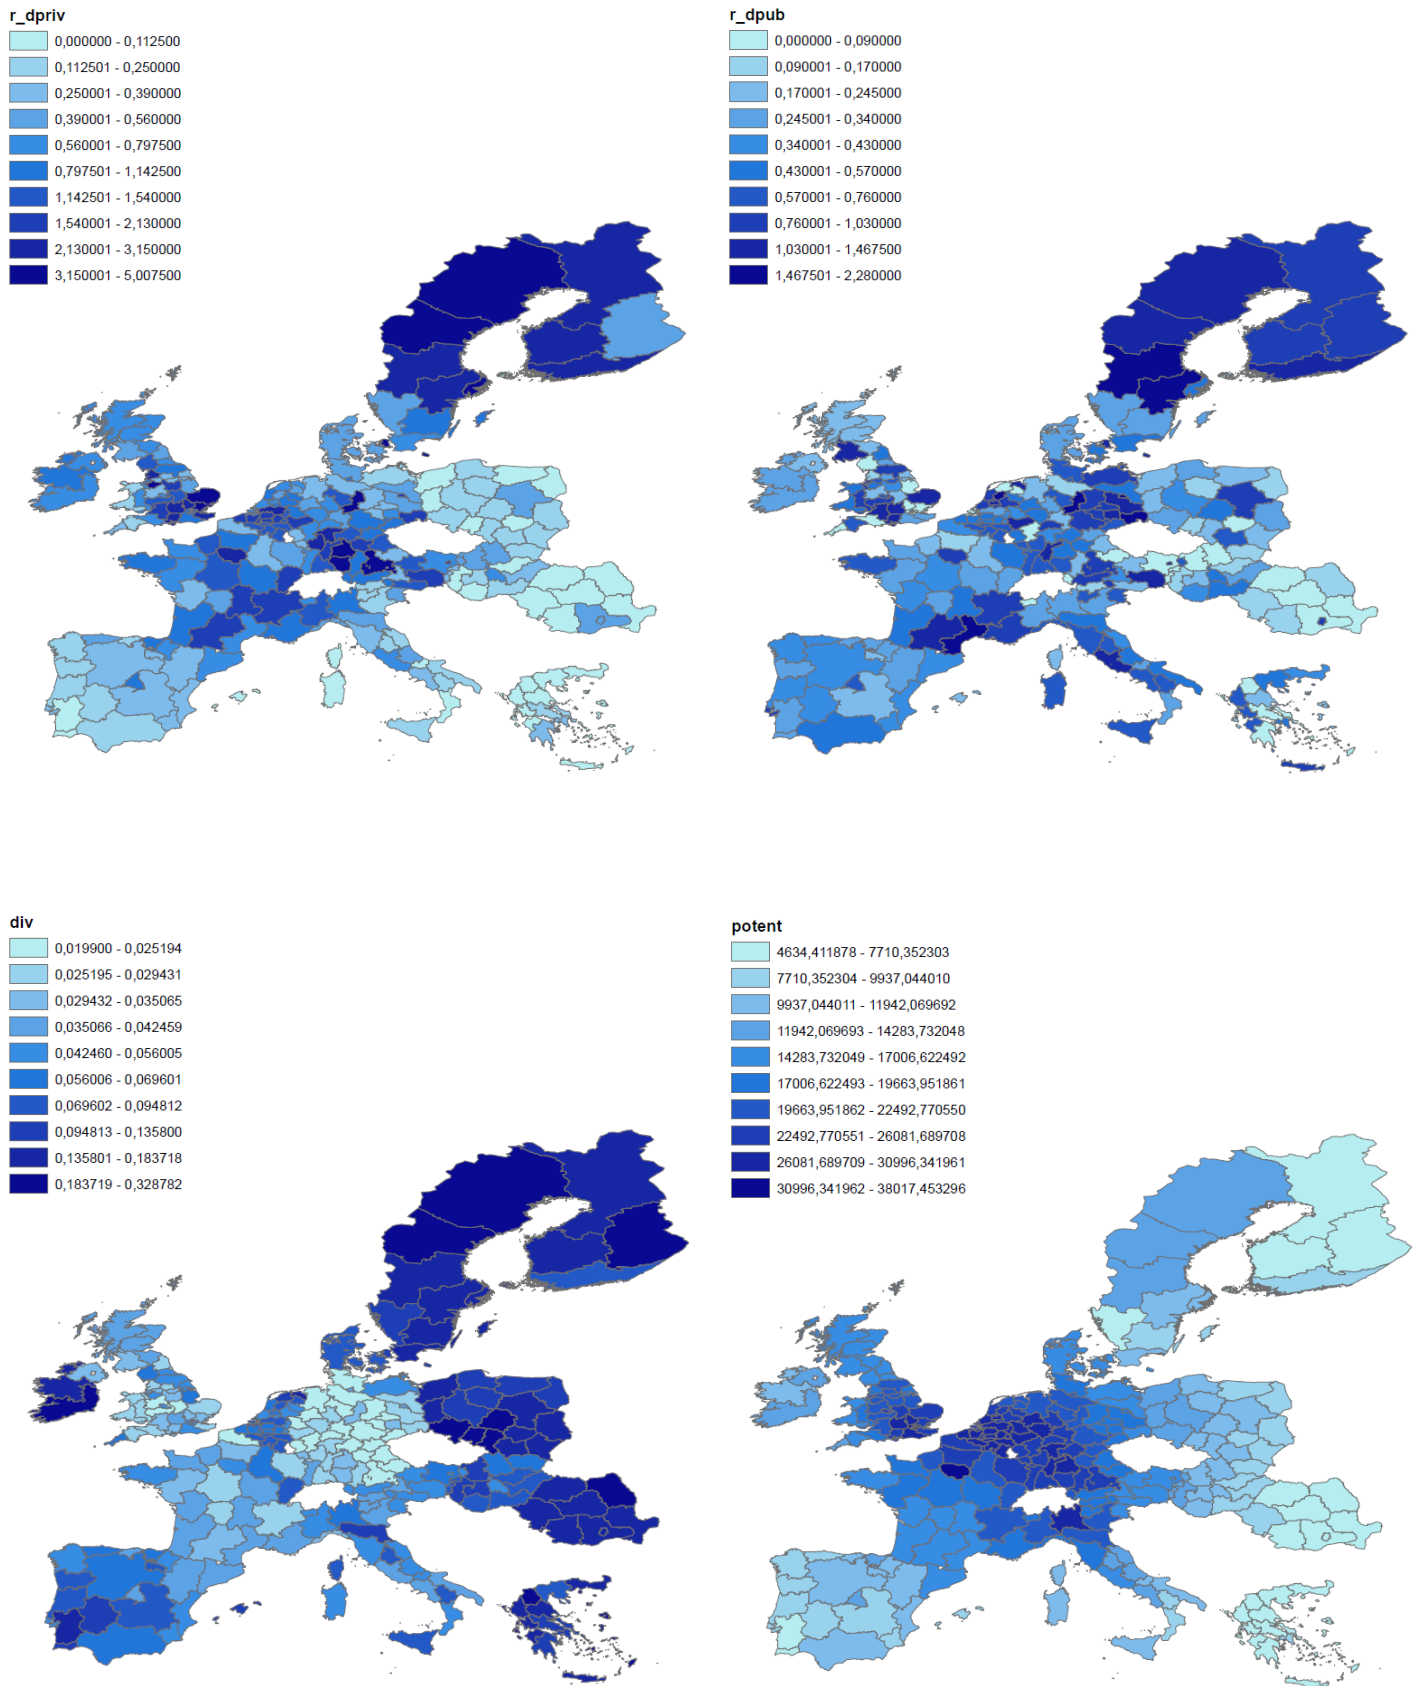 r_dpriv
0,000000 - 0,112500
0,112501 - 0,250000
0,250001 - 0,390000
0,390001 - 0,560000
0,560001 - 0,797500
0,797501 - 1,142500
1,142501 - 1,540000
1,540001 - 2,130000
2,130001 - 3,150000
3,150001 - 5,007500
r_dpub
0,000000 - 0,090000
0,090001 - 0,170000
0,170001 - 0,245000
0,245001 - 0,340000
0,340001 - 0,430000
0,430001 - 0,570000
0,570001 - 0,760000
0,760001 - 1,030000
1,030001 - 1,467500
1,467501 - 2,280000
div
0,019900 - 0,025194
0,025195 - 0,029431
0,029432 - 0,035065
0,035066 - 0,042459
0,042460 - 0,056005
0,056006 - 0,069601
0,069602 - 0,094812
0,094813 - 0,135800
0,135801 - 0,183718
0,183719 - 0,328782
potent
4634,411878 - 7710,352303
7710,352304 - 9937,044010
9937,044011 - 11942,069692
11942,069693 - 14283,732048
14283,732049 - 17006,622492
17006,622493 - 19663,951861
19663,951862 - 22492,770550
22492,770551 - 26081,689708
26081,689709 - 30996,341961
30996,341962 - 38017,453296